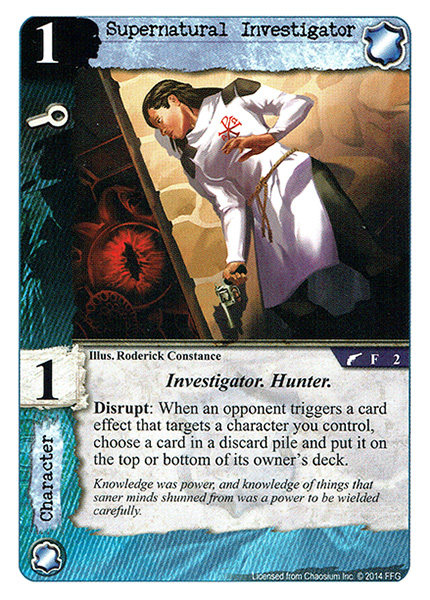 1
Supernatural Investigator
Illus. Roderick Constance
F 2
1
Investigator. Hunter.
Disrupt: When an opponent triggers a card
effect that targets a character you control,
choose a card in a discard pile and put it on
the top or bottom of its owner's deck.
Knowledge was power, and knowledge of things that
saner minds shunned from was a power to be wielded
carefully.
Character
Licensed from Chaosium Inc. © 2014 FFG